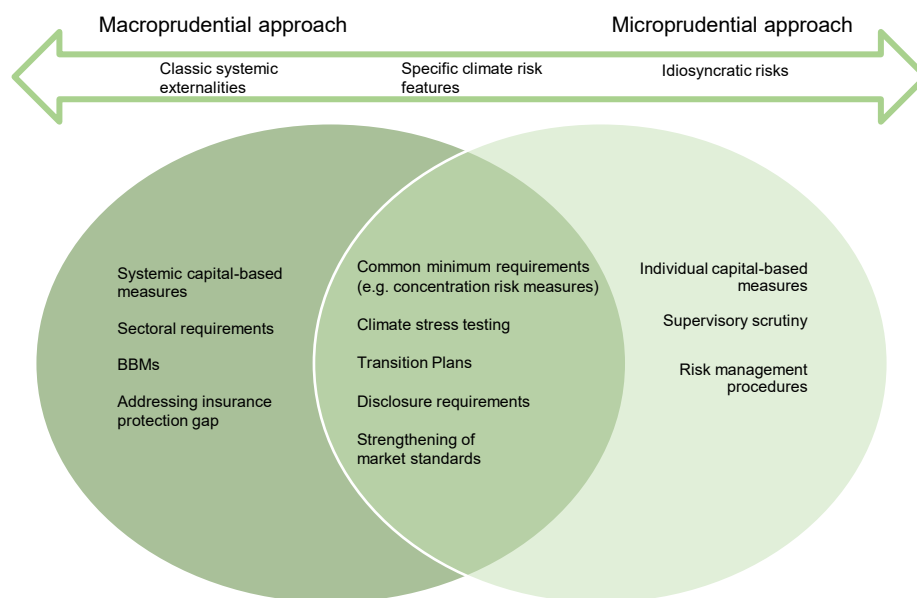 Macroprudential approach
Microprudential approach
Classic systemic
externalities
Specific climate risk
features
Idiosyncratic risks
Systemic capital-based
measures
Sectoral requirements
BBMs
Addressing insurance
protection gap
Common minimum requirements
(e.g. concentration risk measures)
Climate stress testing
Transition Plans
Disclosure requirements
Strengthening of
market standards
Individual capital-based
measures
Supervisory scrutiny
Risk management
procedures